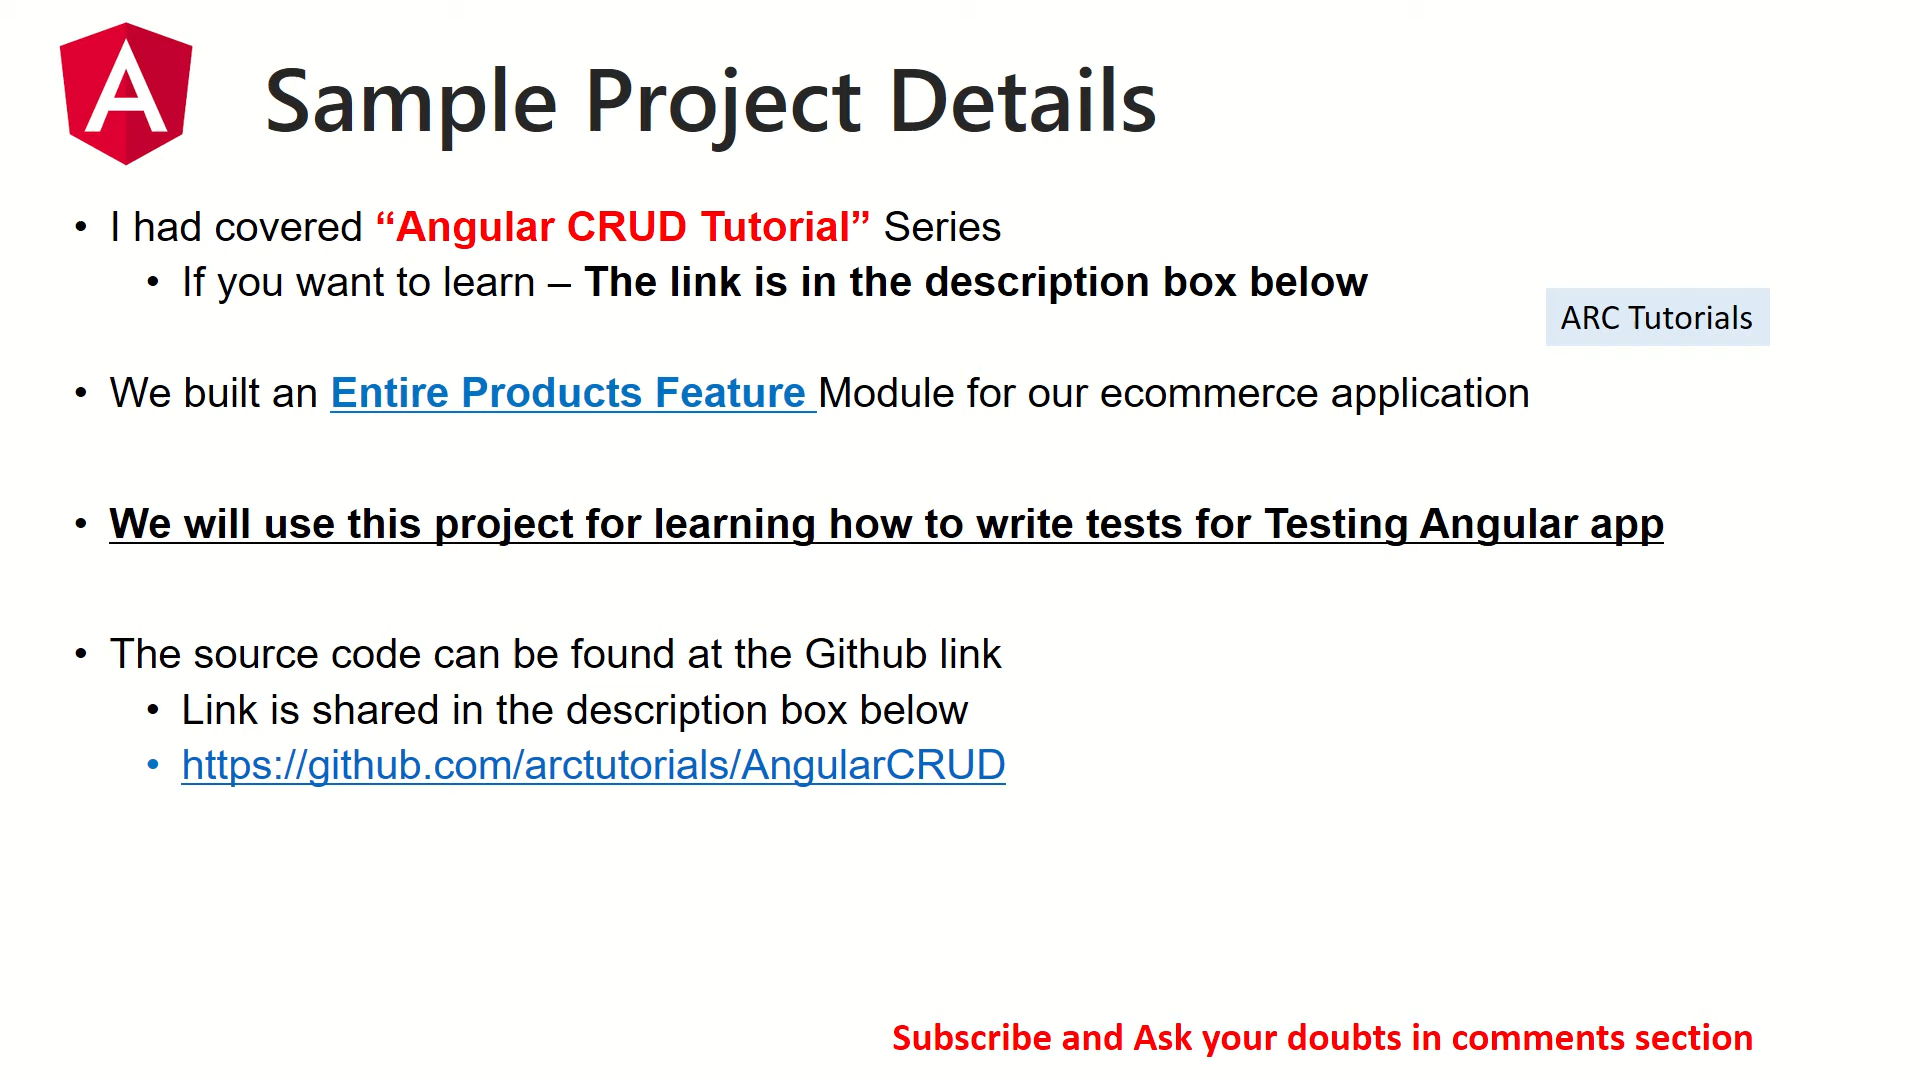 Sample Project Details
• I had covered “Angular CRUD Tutorial” Series
• If you want to learn – The link is in the description box below
ARC Tutorials
• We built an Entire Products Feature Module for our ecommerce application
• We will use this project for learning how to write tests for Testing Angular app
• The source code can be found at the Github link
• Link is shared in the description box below
• https://github.com/arctutorials/AngularCRUD
Subscribe and Ask your doubts in comments section